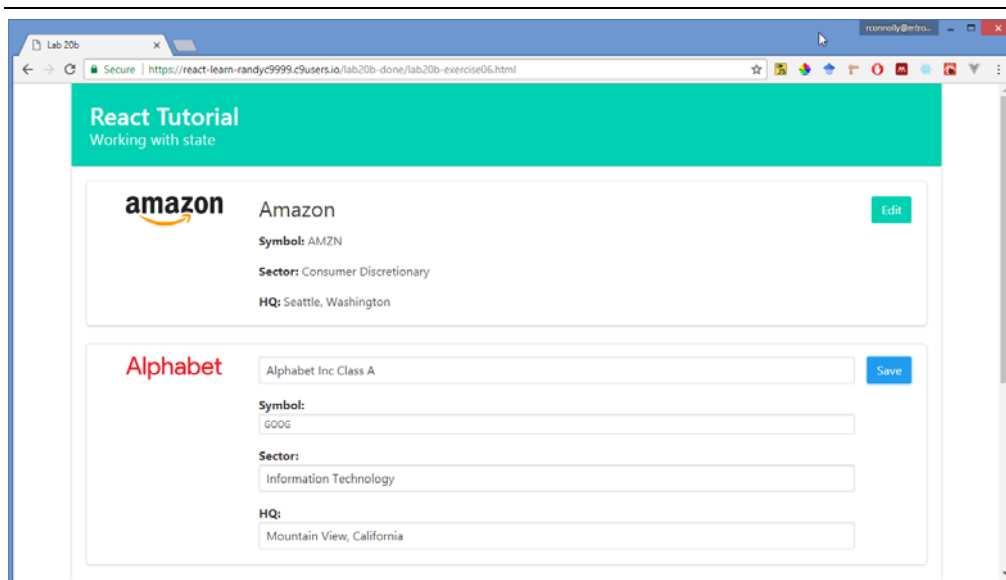 Lab 20b
rconnolly@mtro...
Secure https://react-learn-randyc9999.c9users.io/lab20b-done/lab20b-exercise06.html
React Tutorial
Working with state
amazon
Amazon
Edit
Symbol: AMZN
Sector: Consumer Discretionary
HQ: Seattle, Washington
Alphabet
Alphabet Inc Class A
Save
Symbol:
GOOG
Sector:
Information Technology
HQ:
Mountain View, California